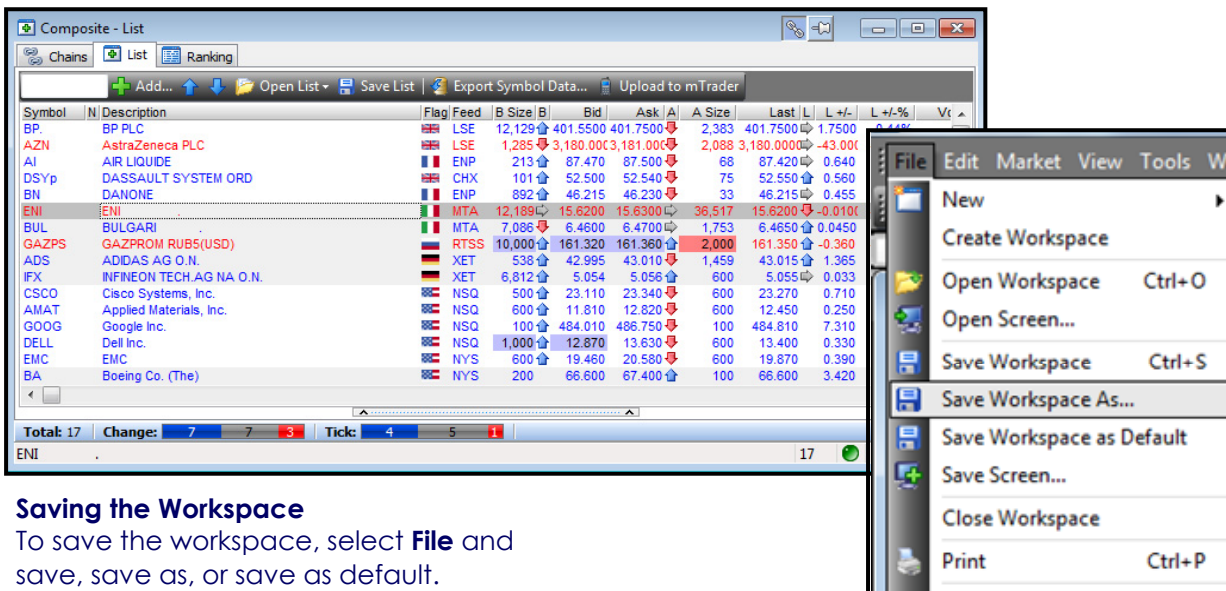 Composite - List
Chains List Ranking
Add... Open List Save List Export Symbol Data... Upload to mTrader
Symbol N Description Flag Feed B Size B Bid Ask A A Size Last L L +/- L +/-%
BP. BP PLC LSE 12,129 401.5500 401.7500 2,383 401.7500 1.7500
AZN AstraZeneca PLC LSE 1,285 3,180.000 3,181.000 2,088 3,180.0000 -43.000
AI AIR LIQUIDE ENP 213 87.470 87.500 68 87.420 0.640
DSYp DASSAULT SYSTEM ORD CHX 101 52.500 52.540 75 52.550 0.560
BN DANONE ENP 892 46.215 46.230 33 46.215 0.455
ENI ENI . MTA 12,189 15.6200 15.6300 36,517 15.6200 -0.0100
BUL BULGARI . MTA 7,086 6.4600 6.4700 1,753 6.4650 0.0450
GAZPS GAZPROM RUB5(USD) RTSS 10,000 161.320 161.360 2,000 161.350 -0.360
ADS ADIDAS AG O.N. XET 538 42.995 43.010 1,459 43.015 1.365
IFX INFINEON TECH.AG NA O.N. XET 6,812 5.054 5.056 600 5.055 0.033
CSCO Cisco Systems, Inc. NSQ 500 23.110 23.340 600 23.270 0.710
AMAT Applied Materials, Inc. NSQ 600 11.810 12.820 600 12.450 0.250
GOOG Google Inc. NSQ 100 484.010 486.750 100 484.810 7.310
DELL Dell Inc. NSQ 1,000 12.870 13.630 600 13.400 0.330
EMC EMC NYS 600 19.460 20.580 600 19.870 0.390
BA Boeing Co. (The) NYS 200 66.600 67.400 100 66.600 3.420
Total: 17 Change: 7 7 3 Tick: 4 5 1
ENI . 17
File Edit Market View Tools W
New
Create Workspace
Open Workspace Ctrl+O
Open Screen...
Save Workspace Ctrl+S
Save Workspace As...
Save Workspace as Default
Save Screen...
Close Workspace
Print Ctrl+P
Saving the Workspace
To save the workspace, select File and
save, save as, or save as default.